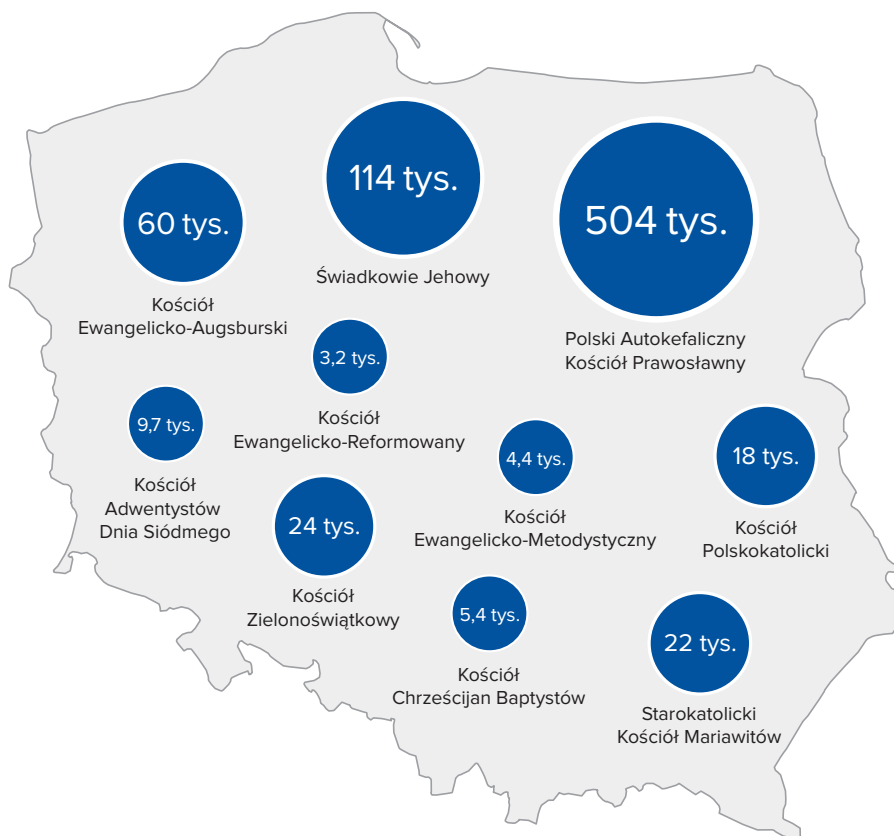 60 tys.
Kościół
Ewangelicko-Augsburski
114 tys.
Świadkowie Jehowy
504 tys.
Polski Autokefaliczny
Kościół Prawosławny
3,2 tys.
Kościół
Ewangelicko-Reformowany
9,7 tys.
Kościół
Adwentystów
Dnia Siódmego
24 tys.
Kościół
Zielonoświątkowy
4,4 tys.
Kościół
Ewangelicko-Metodystyczny
18 tys.
Kościół
Polskokatolicki
5,4 tys.
Kościół
Chrześcijan Baptystów
22 tys.
Starokatolicki
Kościół Mariawitów